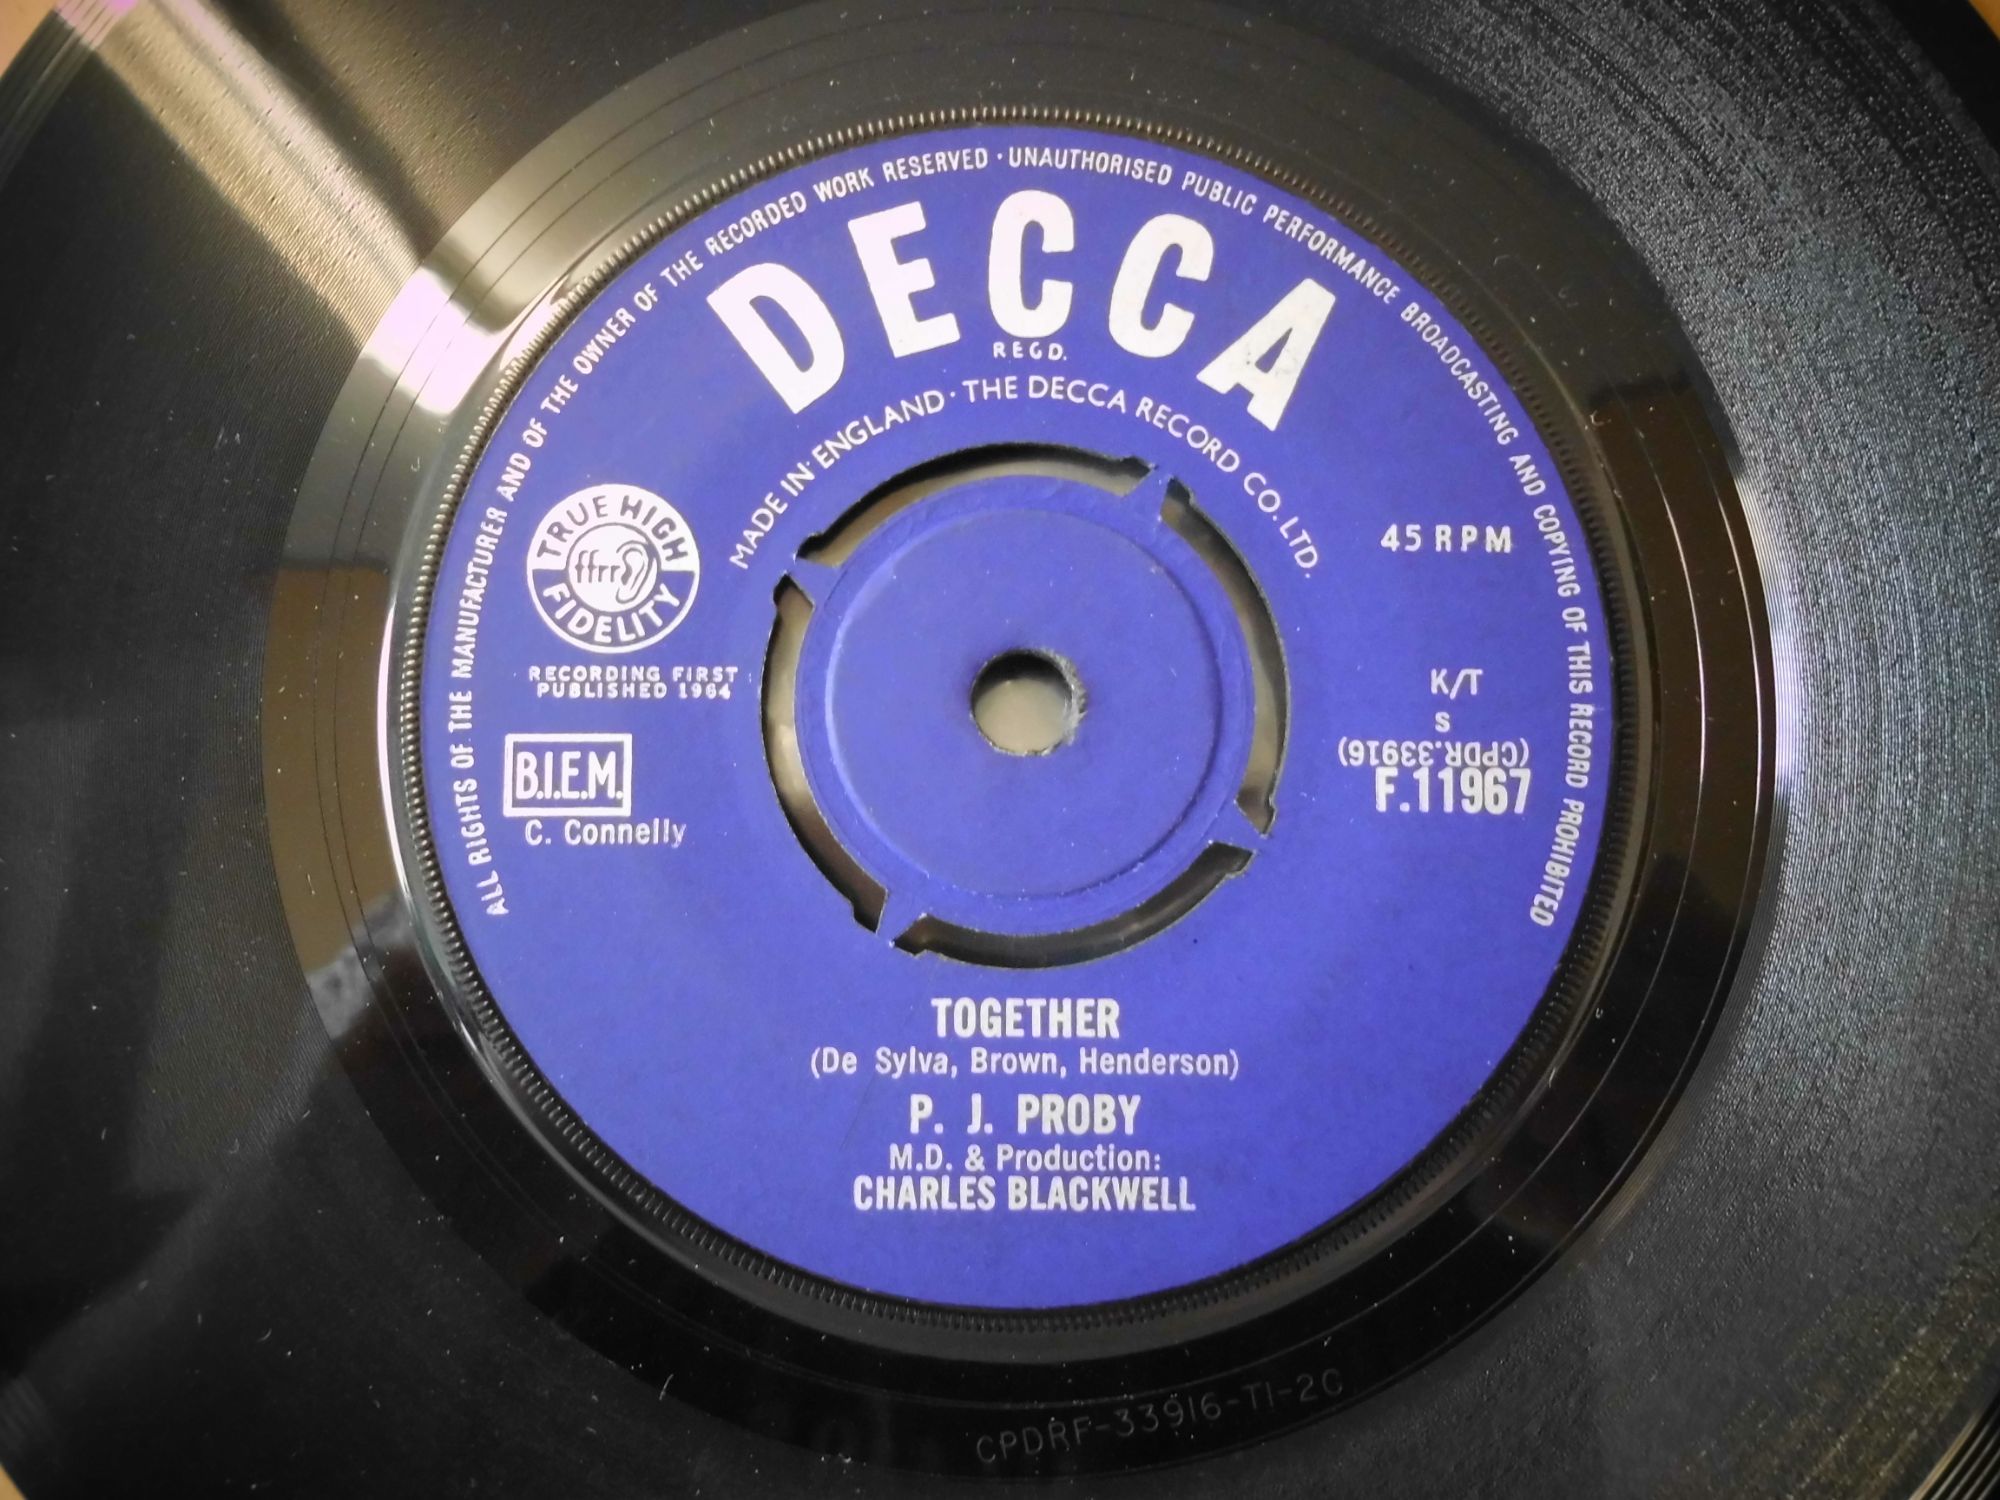 ALL RIGHTS OF THE MANUFACTURER AND OF THE OWNER OF THE RECORDED WORK RESERVED · UNAUTHORISED PUBLIC PERFORMANCE BROADCASTING AND COPYING OF THIS RECORD PROHIBITED
DECCA
REGD.
MADE IN ENGLAND · THE DECCA RECORD CO. LTD.
TRUE HIGH
ffrr
FIDELITY
RECORDING FIRST
PUBLISHED 1964
B.I.E.M.
C. Connelly
45 RPM
K/T
S
(CPDR.33916)
F.11967
TOGETHER
(De Sylva, Brown, Henderson)
P. J. PROBY
M.D. & Production:
CHARLES BLACKWELL
CPDRF-33916-T1-2C